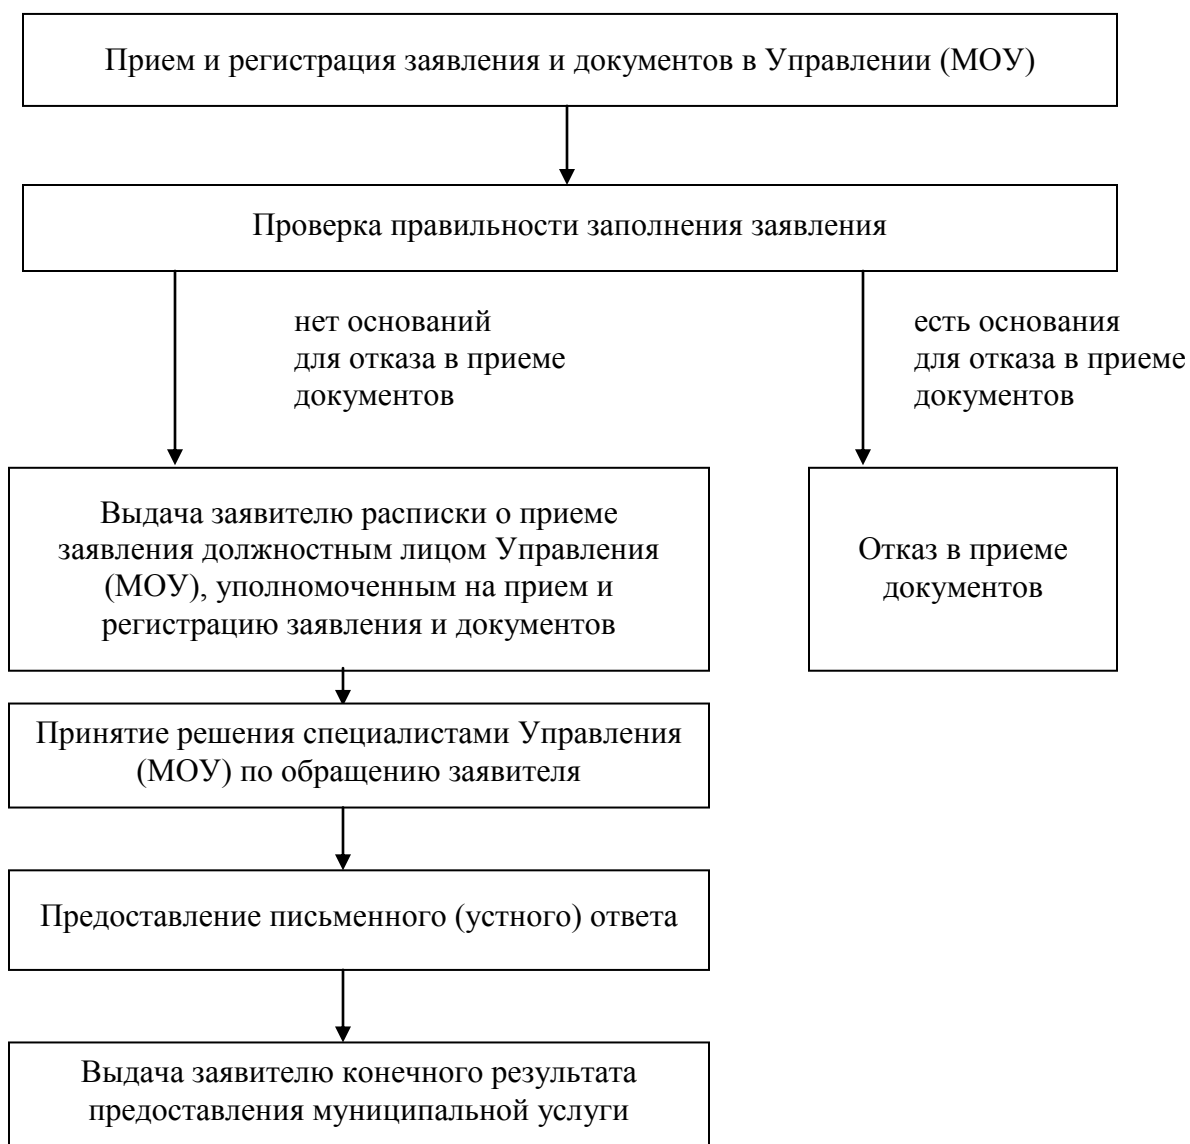 Прием и регистрация заявления и документов в Управлении (МОУ)
Проверка правильности заполнения заявления
нет оснований
для отказа в приеме
документов
есть основания
для отказа в приеме
документов
Выдача заявителю расписки о приеме
заявления должностным лицом Управления
(МОУ), уполномоченным на прием и
регистрацию заявления и документов
Отказ в приеме
документов
Принятие решения специалистами Управления
(МОУ) по обращению заявителя
Предоставление письменного (устного) ответа
Выдача заявителю конечного результата
предоставления муниципальной услуги